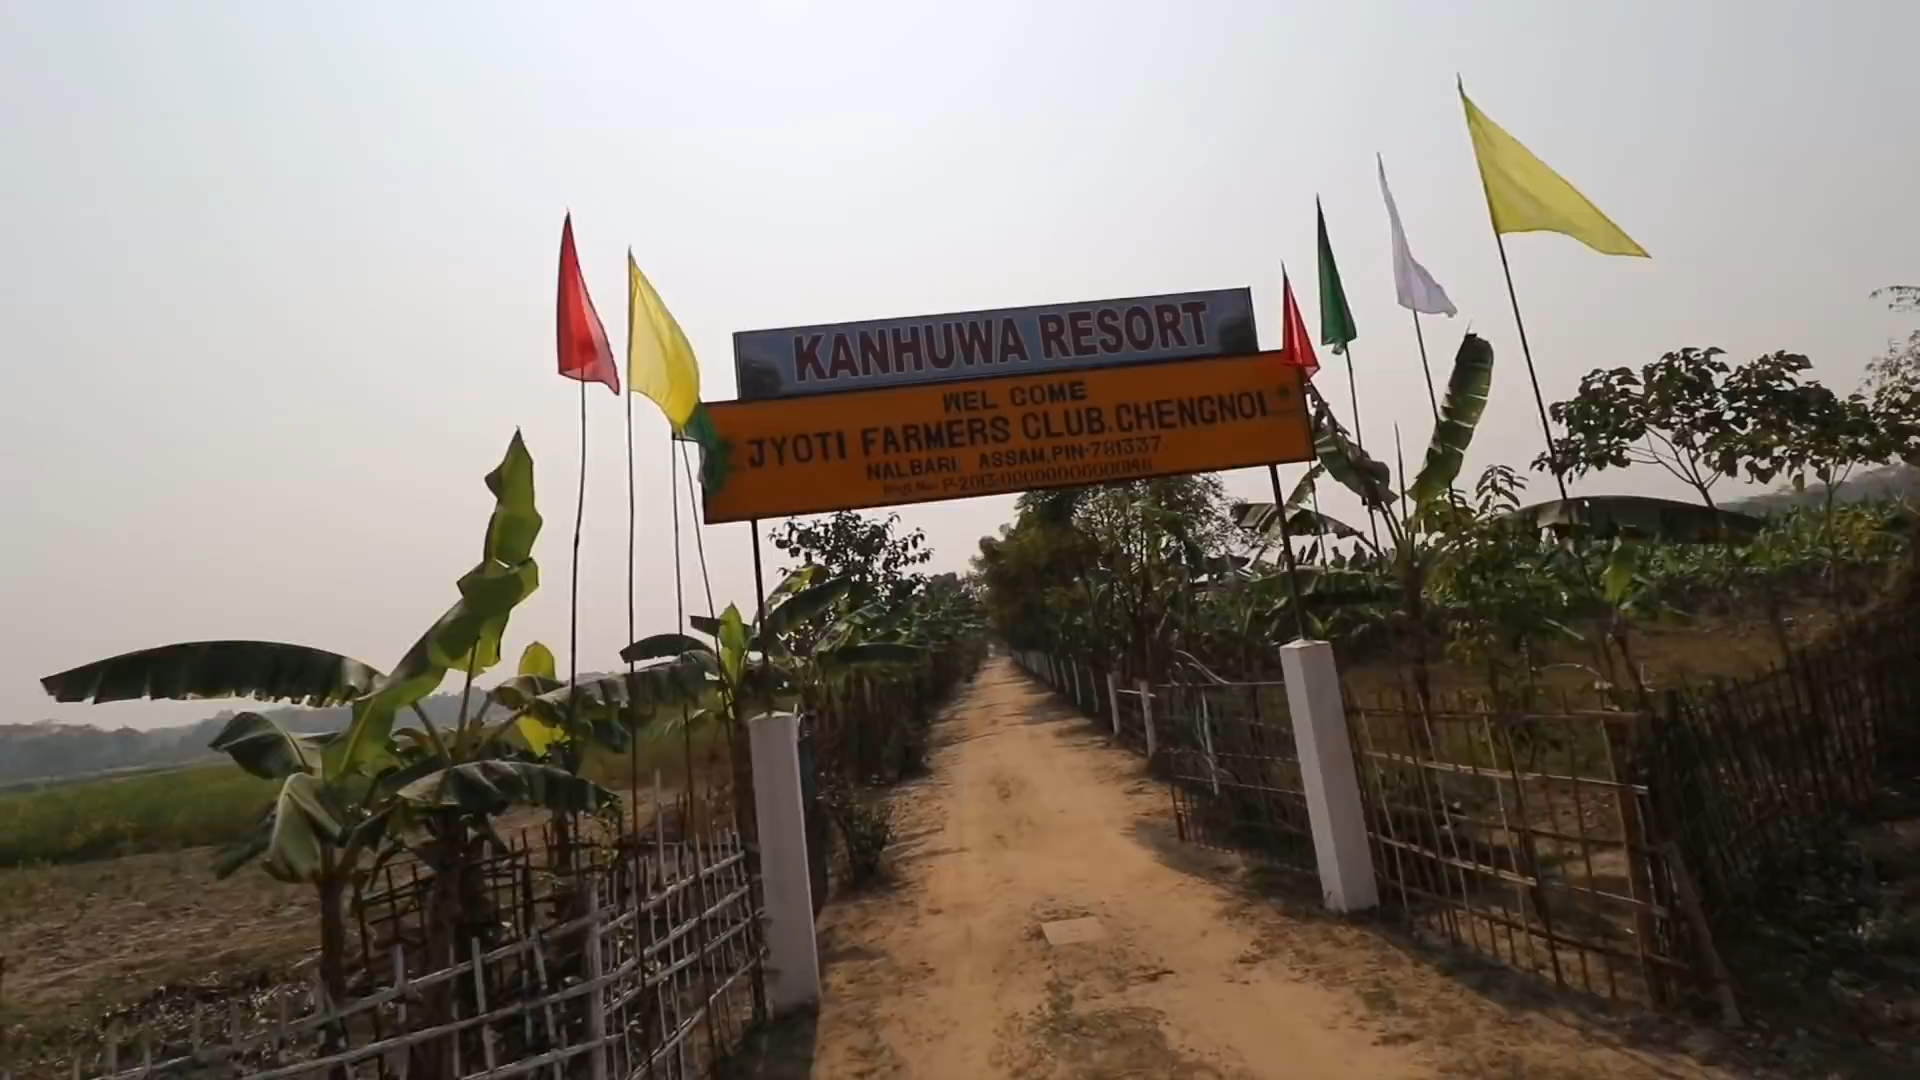 KANHUWA RESORT
WEL COME
JYOTI FARMERS CLUB.CHENGNOI
NALBARI. ASSAM,PIN-781337.